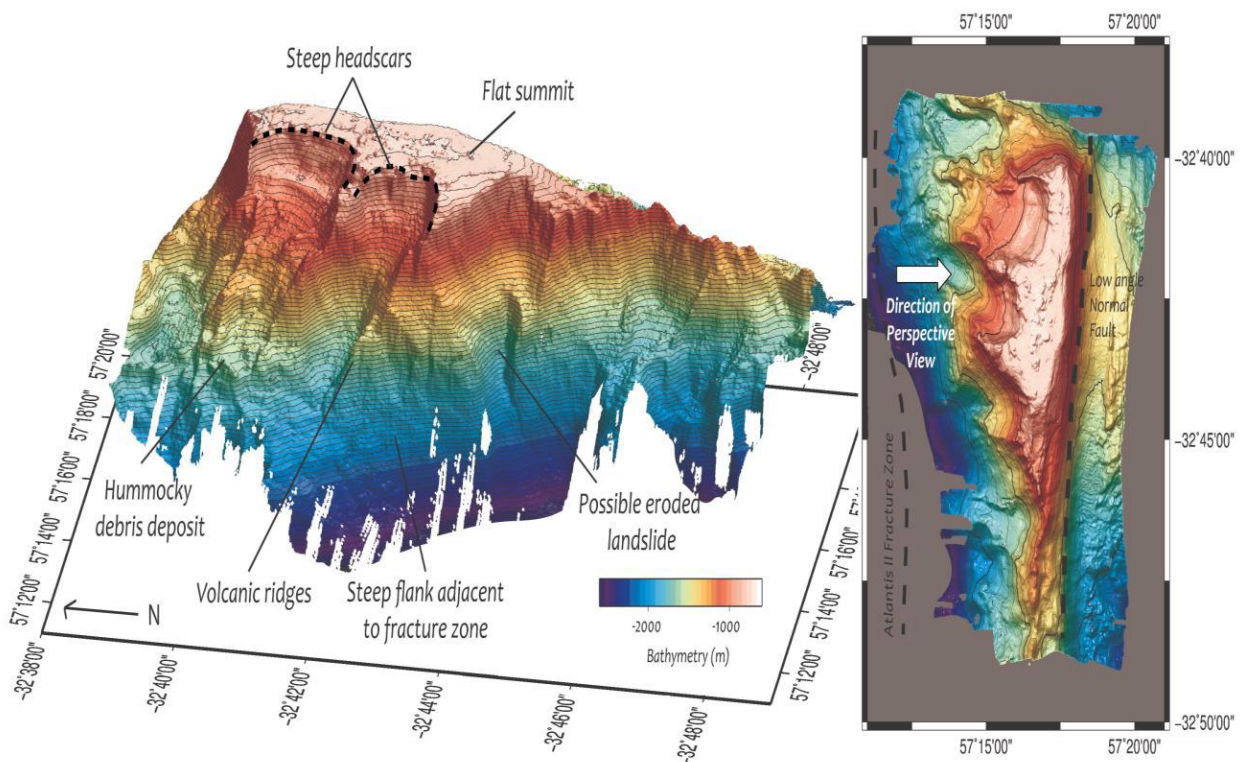 Steep headscars
Flat summit
Hummocky
debris deposit
Volcanic ridges
Steep flank adjacent
to fracture zone
Possible eroded
landslide
-2000
-1000
Bathymetry (m)
N
57˚20'00"
57˚18'00"
57˚16'00"
57˚14'00"
57˚12'00"
-32˚38'00"
-32˚40'00"
-32˚42'00"
-32˚44'00"
-32˚46'00"
-32˚48'00"
57˚12'00"
57˚14'00"
57˚16'00"
-32˚48'00"
57˚15'00"
57˚20'00"
-32˚40'00"
-32˚45'00"
-32˚50'00"
57˚15'00"
57˚20'00"
Direction of
Perspective
View
Low angle
Normal
Fault
Atlantis II Fracture Zone